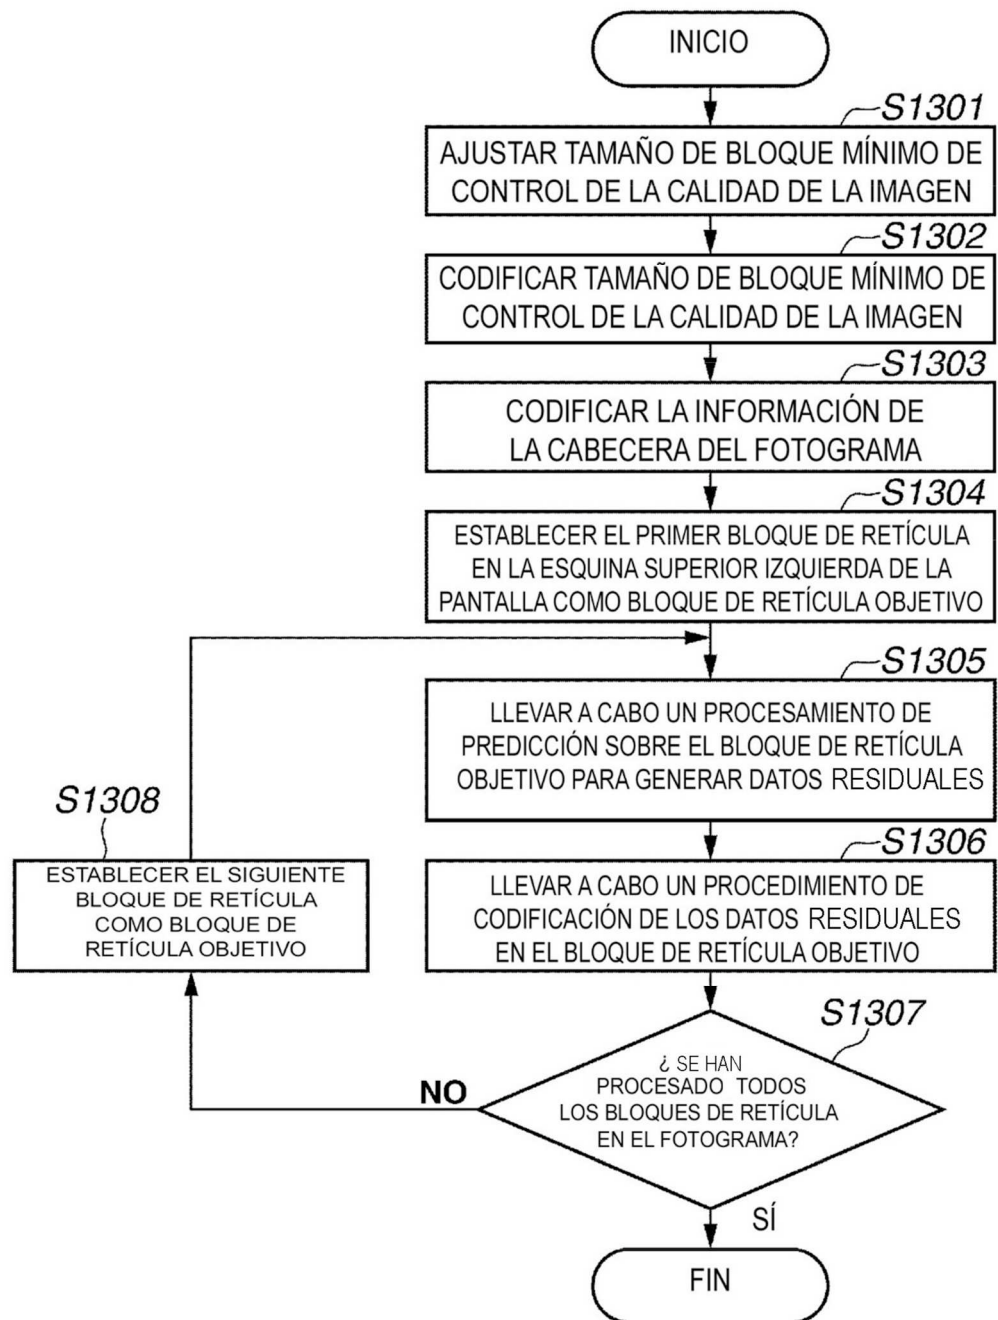 INICIO
S1301
AJUSTAR TAMAÑO DE BLOQUE MÍNIMO DE
CONTROL DE LA CALIDAD DE LA IMAGEN
S1302
CODIFICAR TAMAÑO DE BLOQUE MÍNIMO DE
CONTROL DE LA CALIDAD DE LA IMAGEN
S1303
CODIFICAR LA INFORMACIÓN DE
LA CABECERA DEL FOTOGRAMA
S1304
ESTABLECER EL PRIMER BLOQUE DE RETÍCULA
EN LA ESQUINA SUPERIOR IZQUIERDA DE LA
PANTALLA COMO BLOQUE DE RETÍCULA OBJETIVO
S1305
LLEVAR A CABO UN PROCESAMIENTO DE
PREDICCIÓN SOBRE EL BLOQUE DE RETÍCULA
OBJETIVO PARA GENERAR DATOS RESIDUALES
S1306
LLEVAR A CABO UN PROCEDIMIENTO DE
CODIFICACIÓN DE LOS DATOS RESIDUALES
EN EL BLOQUE DE RETÍCULA OBJETIVO
S1307
¿ SE HAN
PROCESADO TODOS
LOS BLOQUES DE RETÍCULA
EN EL FOTOGRAMA?
NO
S1308
ESTABLECER EL SIGUIENTE
BLOQUE DE RETÍCULA
COMO BLOQUE DE
RETÍCULA OBJETIVO
SÍ
FIN